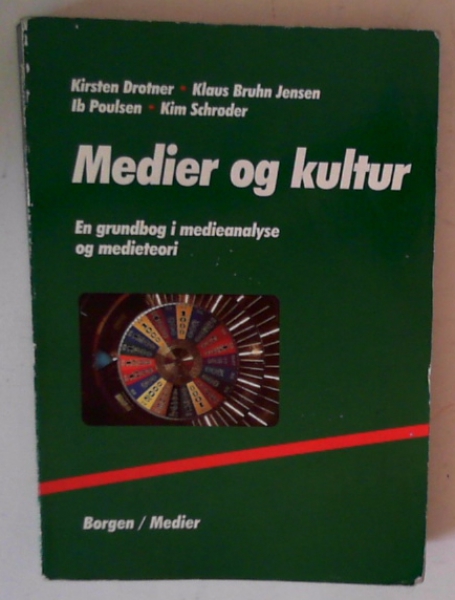 Kirsten Drotner • Klaus Bruhn Jensen
Ib Poulsen • Kim Schrøder
Medier og kultur
En grundbog i medieanalyse
og medieteori
Borgen / Medier